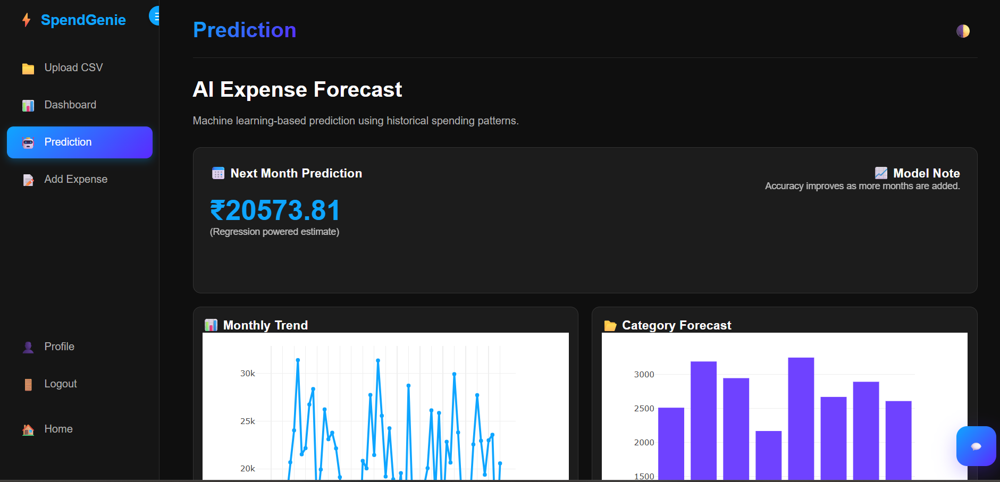 SpendGenie
Upload CSV
Dashboard
Prediction
Add Expense
Profile
Logout
Home
Prediction
AI Expense Forecast
Machine learning-based prediction using historical spending patterns.
Next Month Prediction
₹20573.81
(Regression powered estimate)
Model Note
Accuracy improves as more months are added.
Monthly Trend
30k
25k
20k
Category Forecast
3000
2500
2000
1500